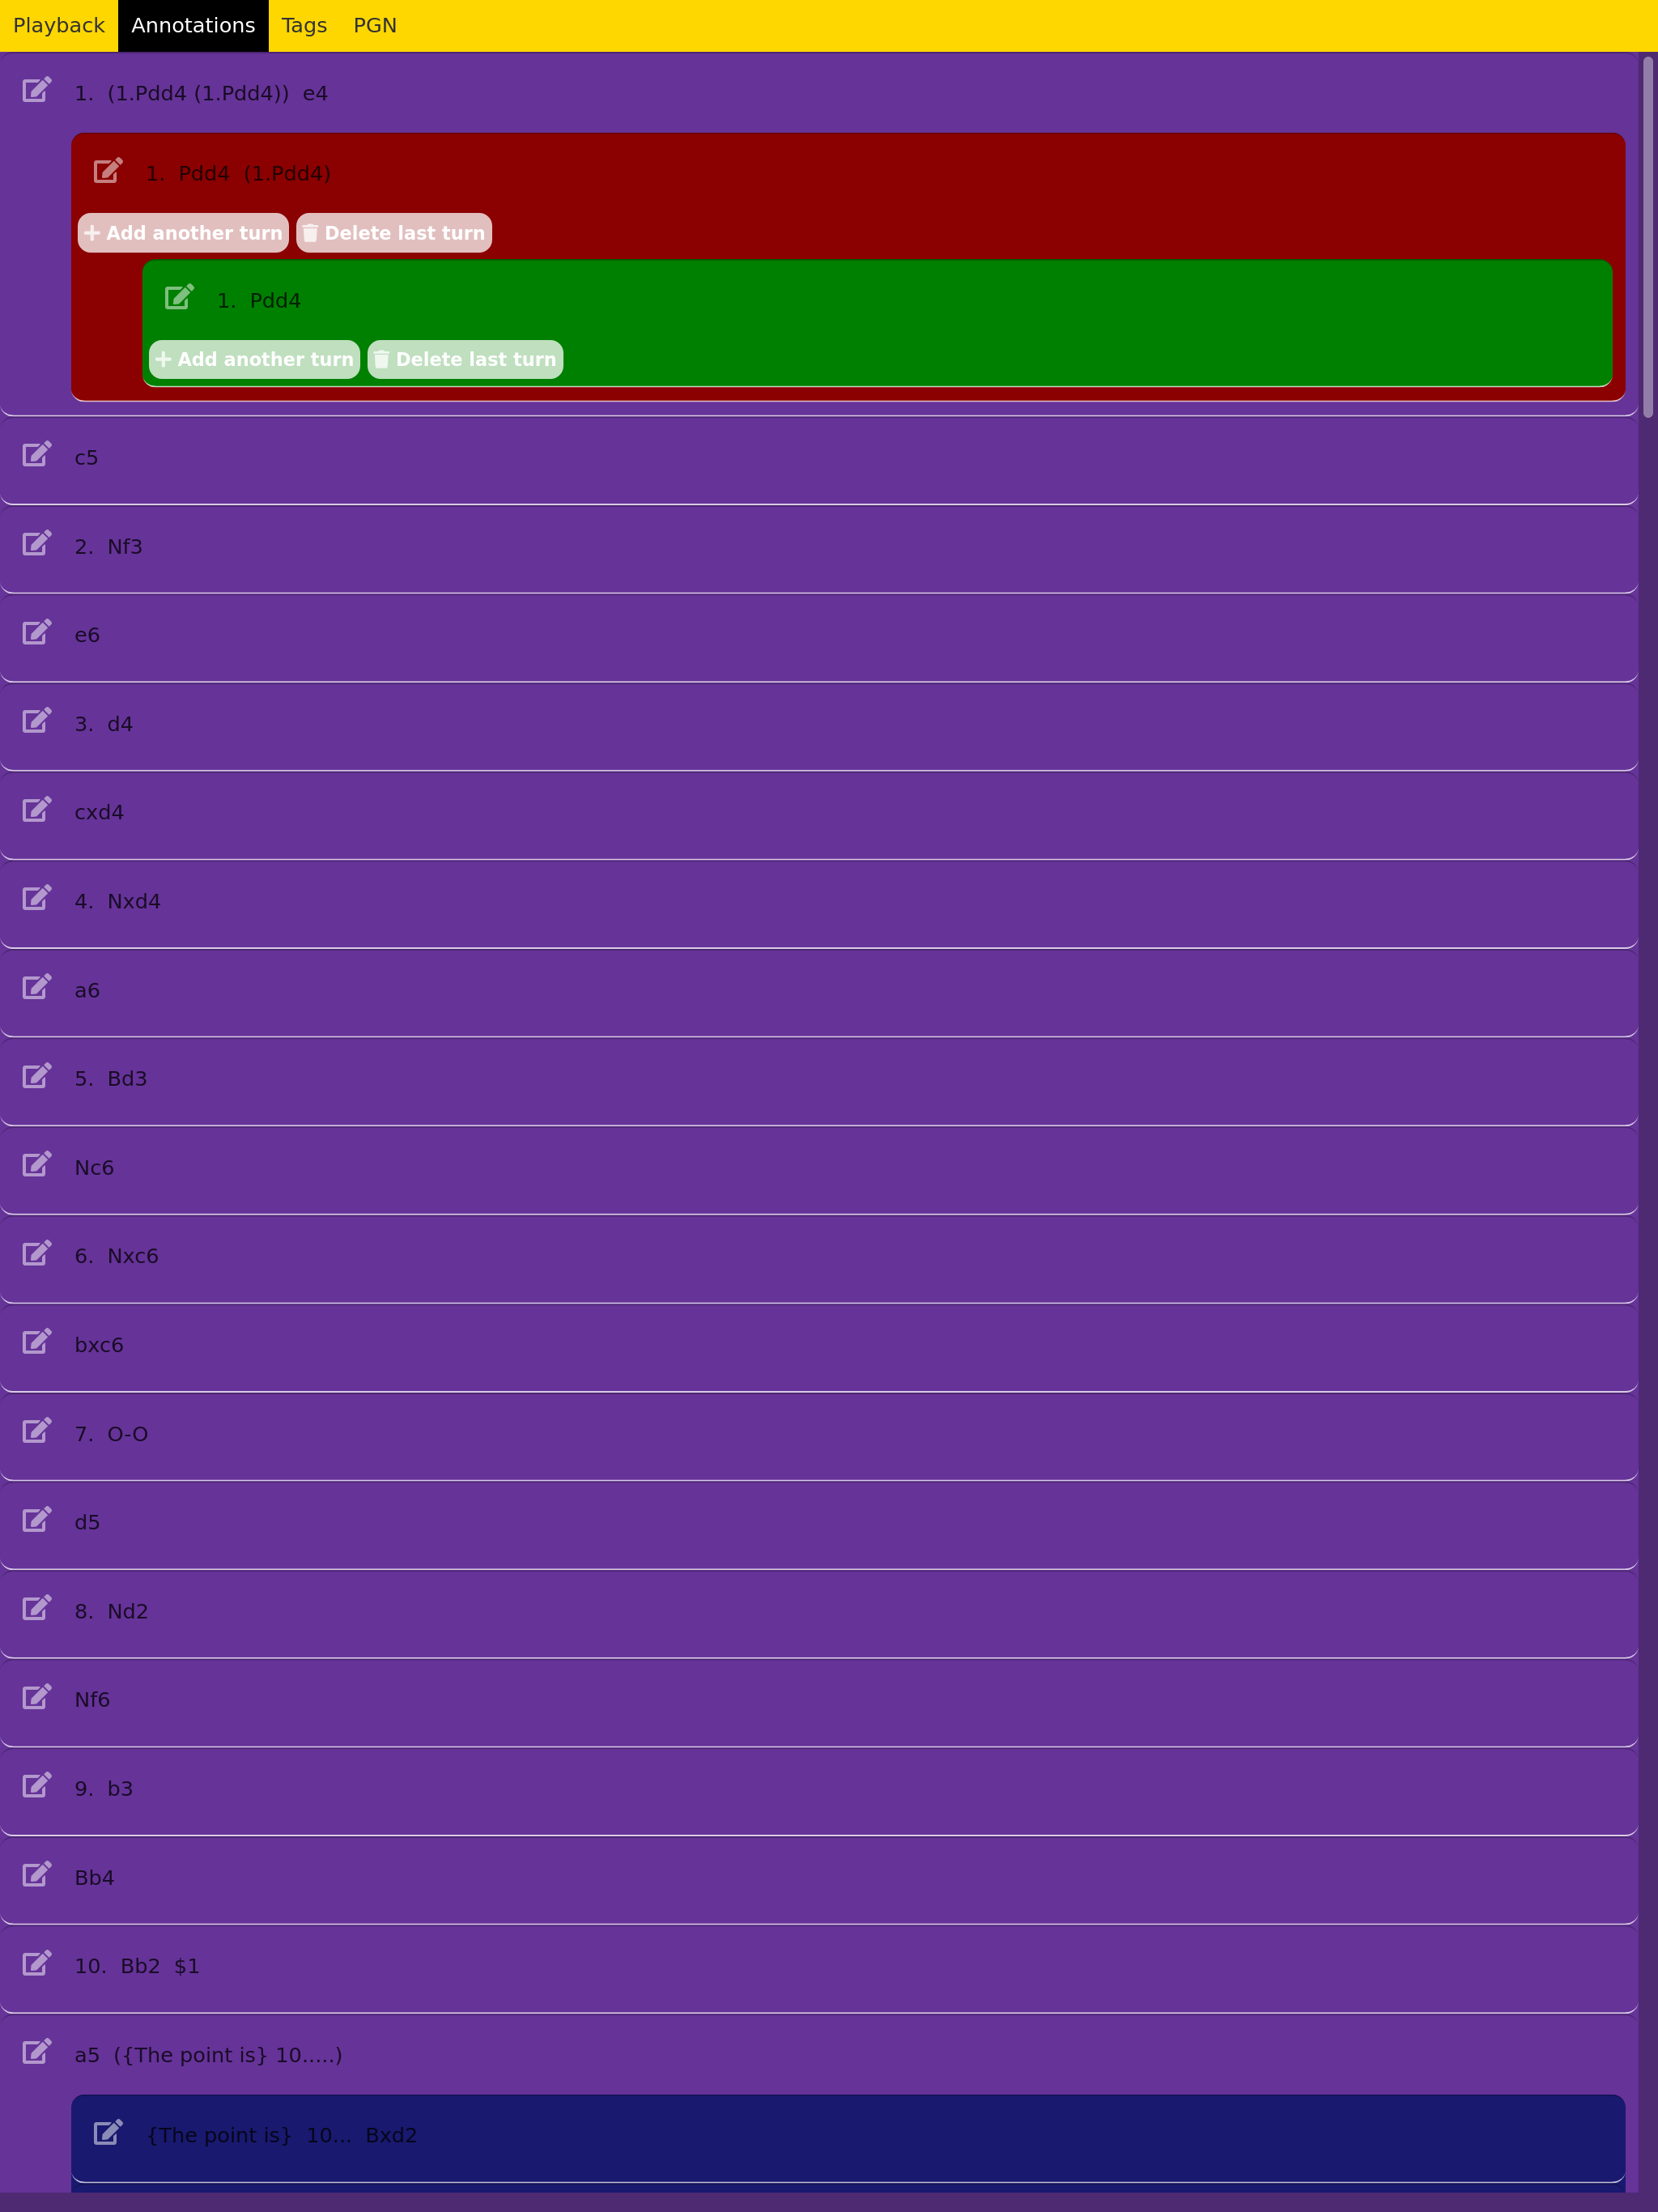 Playback Annotations Tags PGN
1. (1.Pdd4 (1.Pdd4)) e4
1. Pdd4 (1.Pdd4)
Add another turn Delete last turn
1. Pdd4
Add another turn Delete last turn
c5
2. Nf3
e6
3. d4
cxd4
4. Nxd4
a6
5. Bd3
Nc6
6. Nxc6
bxc6
7. O-O
d5
8. Nd2
Nf6
9. b3
Bb4
10. Bb2 $1
a5 ({The point is} 10.....)
{The point is} 10... Bxd2